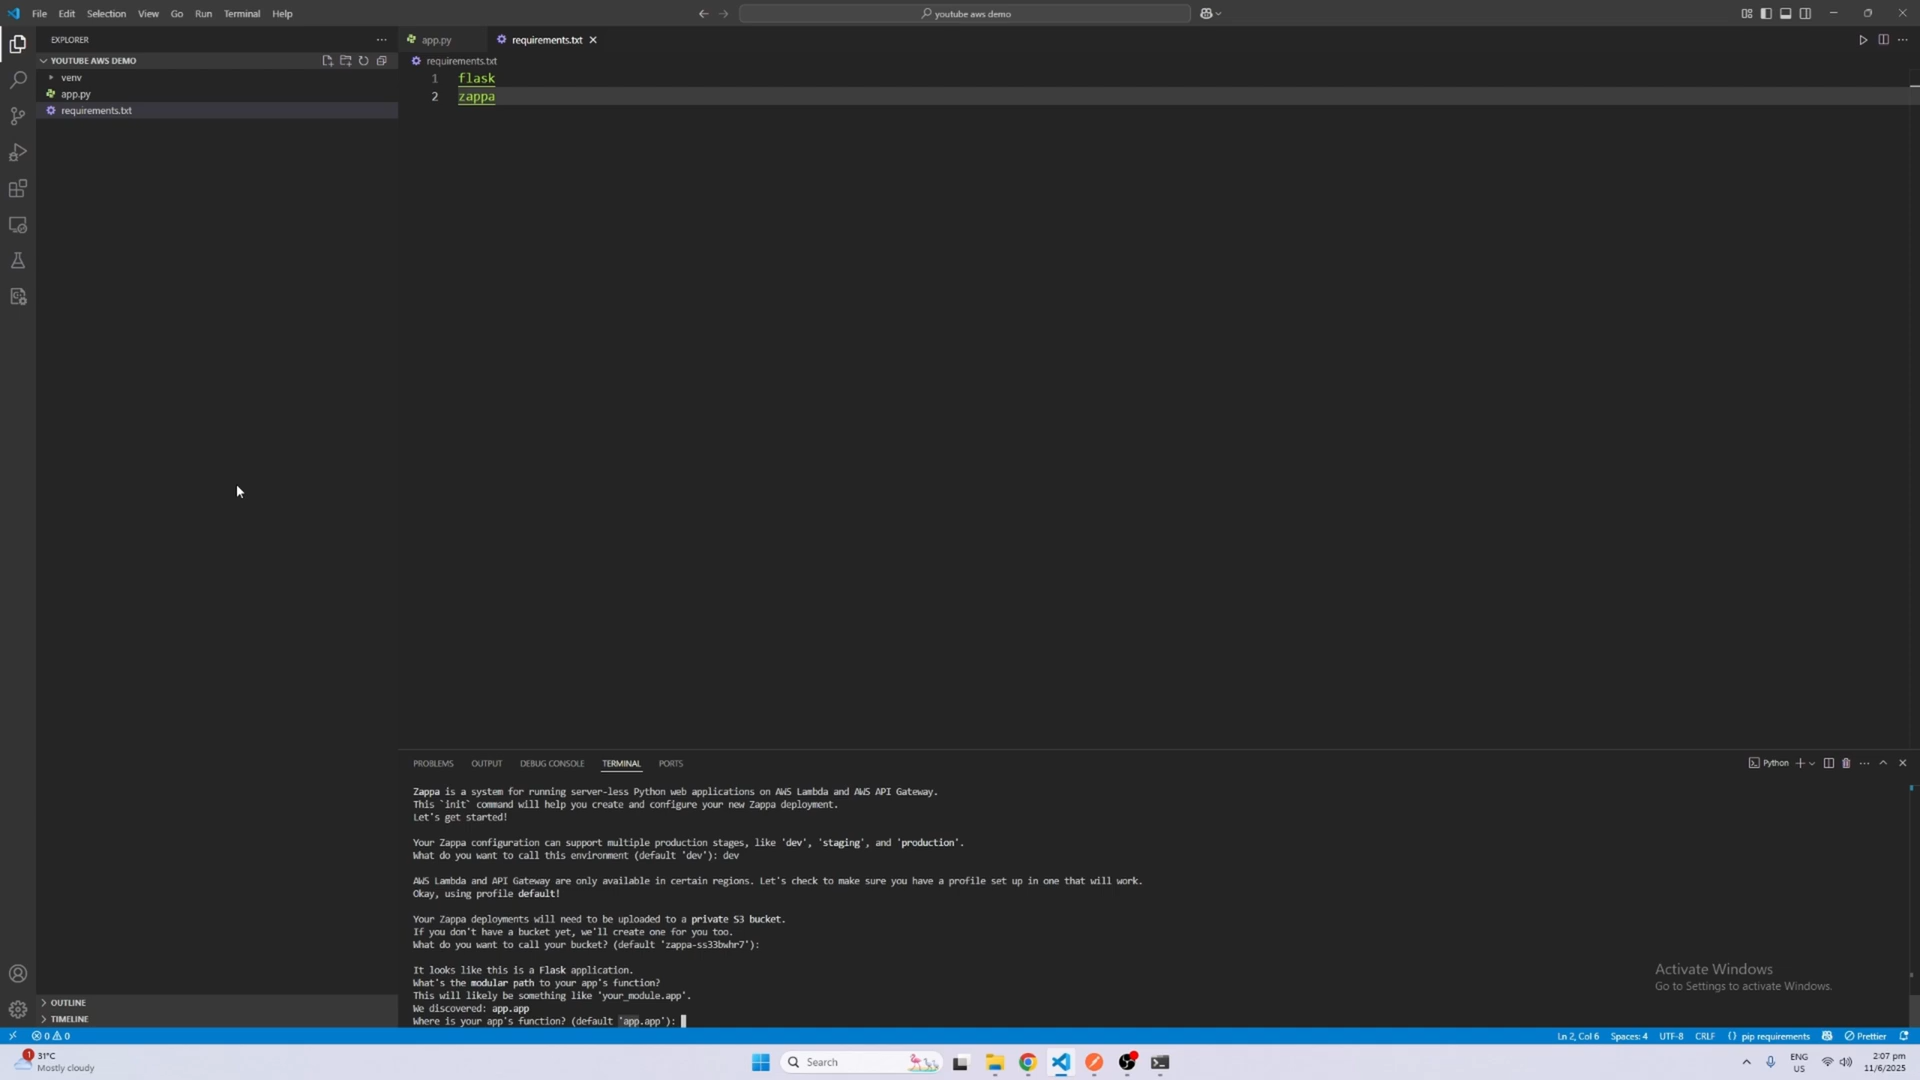 File Edit Selection View Go Run Terminal Help
youtube aws demo
EXPLORER
YOUTUBE AWS DEMO
venv
app.py
requirements.txt
app.py
requirements.txt
requirements.txt
1 flask
2 zappa
PROBLEMS OUTPUT DEBUG CONSOLE TERMINAL PORTS
Python
Zappa is a system for running server-less Python web applications on AWS Lambda and AWS API Gateway.
This `init` command will help you create and configure your new Zappa deployment.
Let's get started!
Your Zappa configuration can support multiple production stages, like 'dev', 'staging', and 'production'.
What do you want to call this environment (default 'dev'): dev
AWS Lambda and API Gateway are only available in certain regions. Let's check to make sure you have a profile set up in one that will work.
Okay, using profile default!
Your Zappa deployments will need to be uploaded to a private S3 bucket.
If you don't have a bucket yet, we'll create one for you too.
What do you want to call your bucket? (default 'zappa-ss33bwhr7'):
It looks like this is a Flask application.
What's the modular path to your app's function?
This will likely be something like 'your_module.app'.
We discovered: app.app
Where is your app's function? (default 'app.app'):
Activate Windows
Go to Settings to activate Windows.
OUTLINE
TIMELINE
0 0
Ln 2, Col 6 Spaces: 4 UTF-8 CRLF {} pip requirements Prettier
1
31°C
Mostly cloudy
Search
ENG
US
2:07 pm
11/6/2025